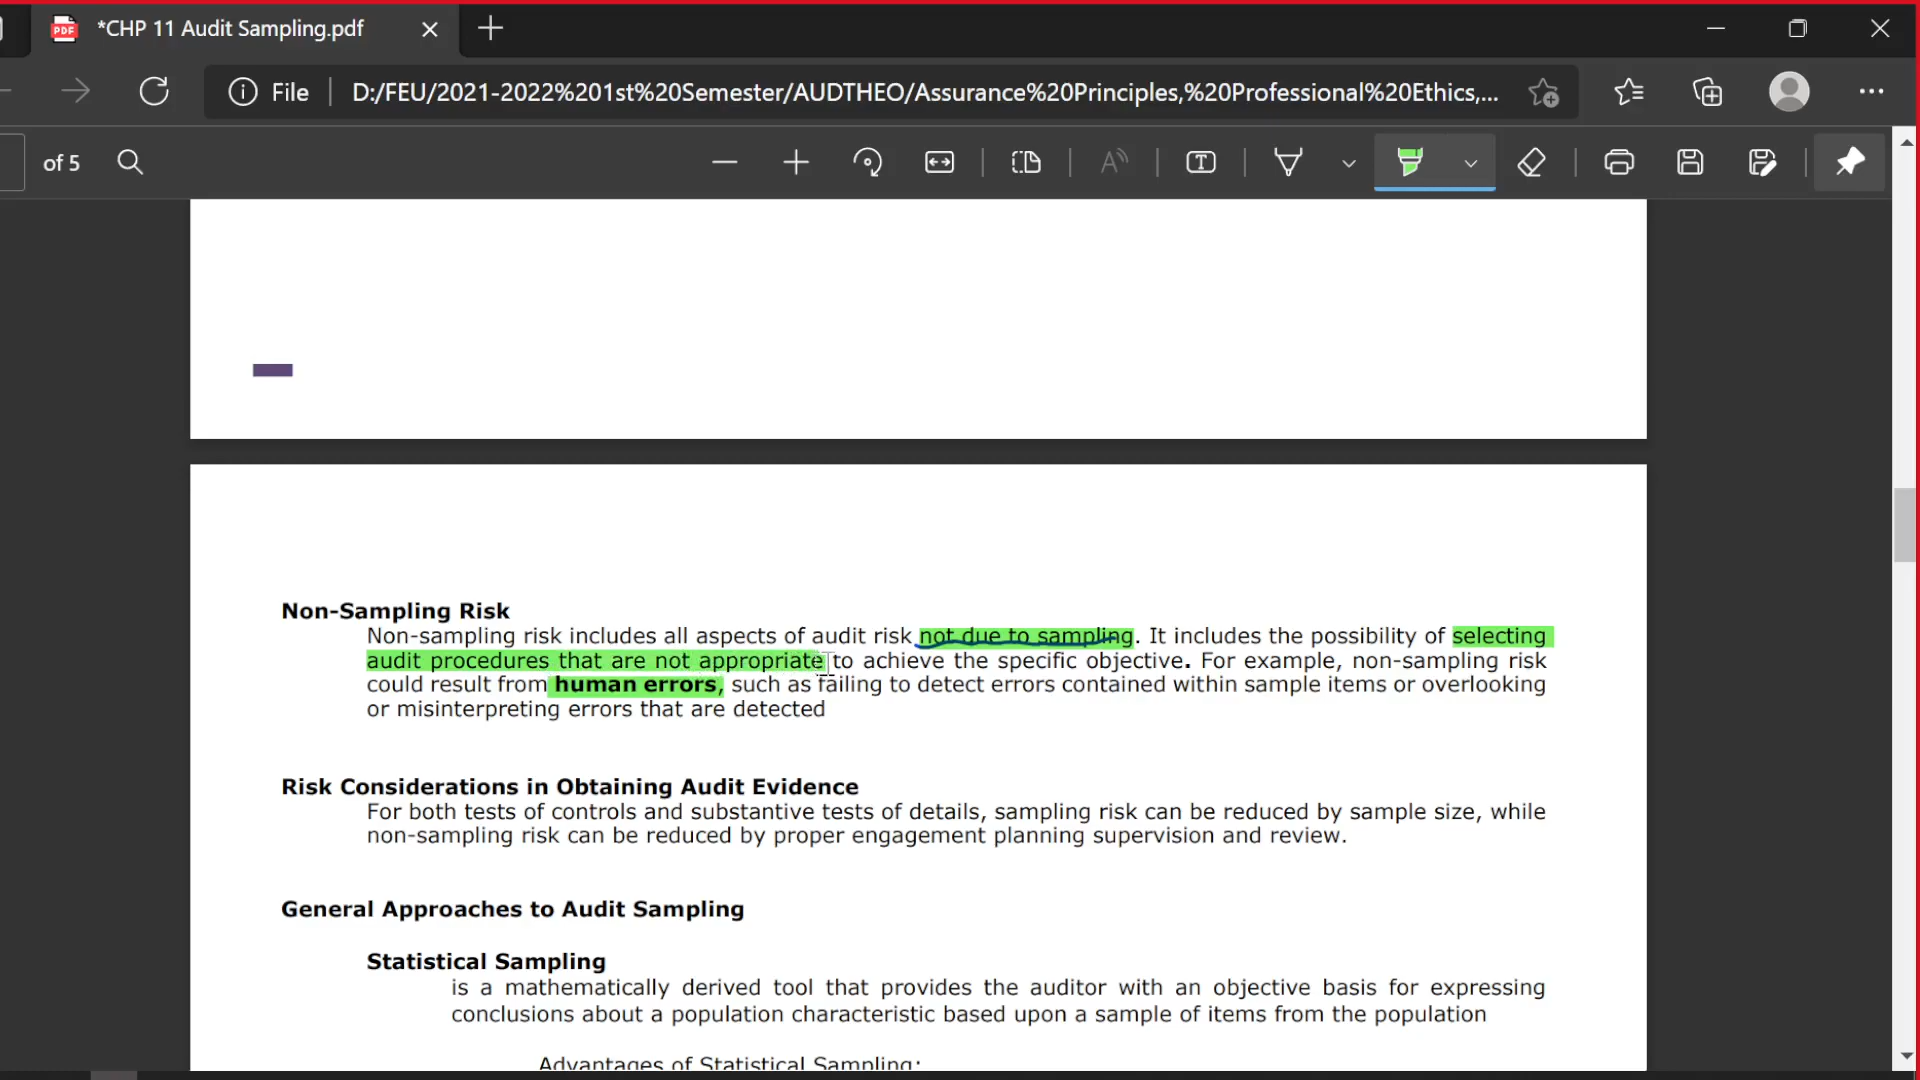 *CHP 11 Audit Sampling.pdf
File
D:/FEU/2021-2022%201st%20Semester/AUDTHEO/Assurance%20Principles,%20Professional%20Ethics,...
of 5
Non-Sampling Risk
Non-sampling risk includes all aspects of audit risk not due to sampling. It includes the possibility of selecting
audit procedures that are not appropriate to achieve the specific objective. For example, non-sampling risk
could result from human errors, such as failing to detect errors contained within sample items or overlooking
or misinterpreting errors that are detected
Risk Considerations in Obtaining Audit Evidence
For both tests of controls and substantive tests of details, sampling risk can be reduced by sample size, while
non-sampling risk can be reduced by proper engagement planning supervision and review.
General Approaches to Audit Sampling
Statistical Sampling
is a mathematically derived tool that provides the auditor with an objective basis for expressing
conclusions about a population characteristic based upon a sample of items from the population
Advantages of Statistical Sampling: